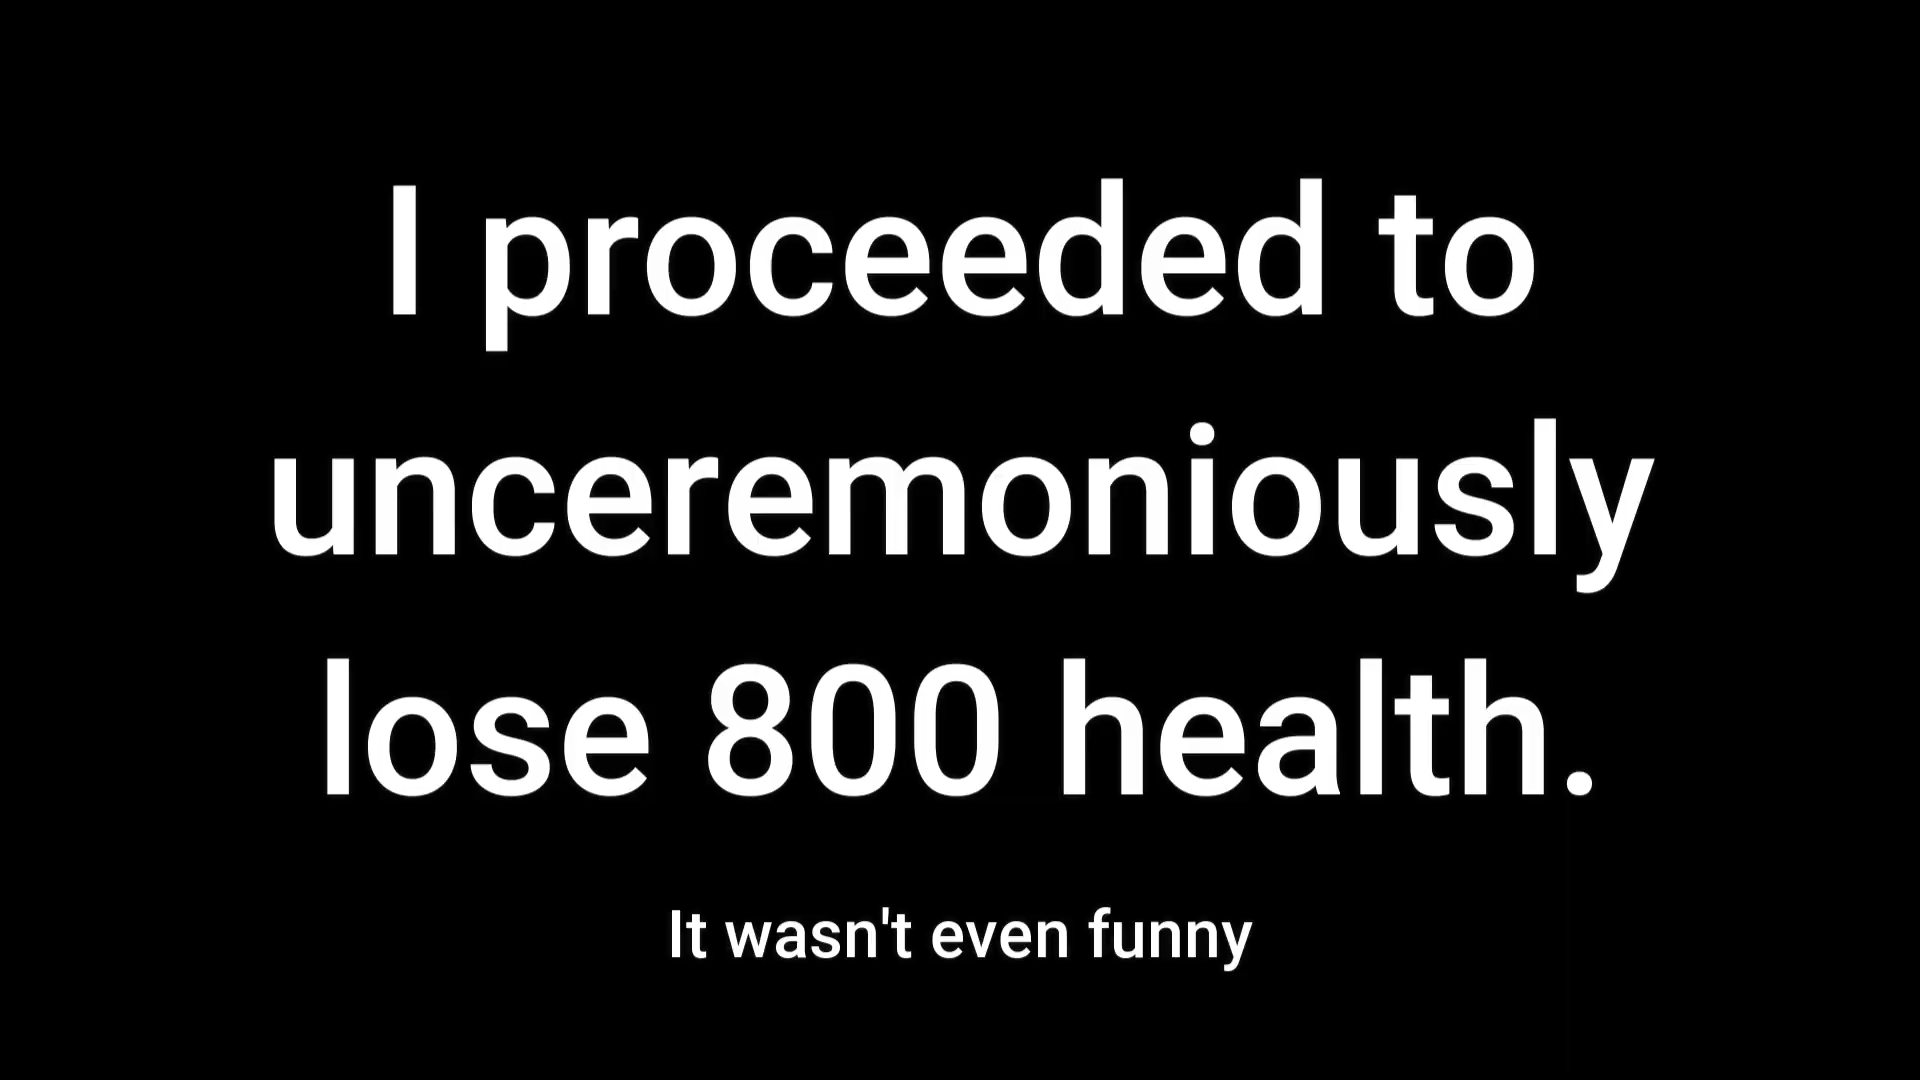 I proceeded to
unceremoniously
lose 800 health.
It wasn't even funny